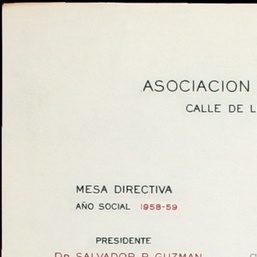 ASOCIACION
CALLE DE L
MESA DIRECTIVA
AÑO SOCIAL 1958-59
PRESIDENTE
DR. SALVADOR P. GUZMAN